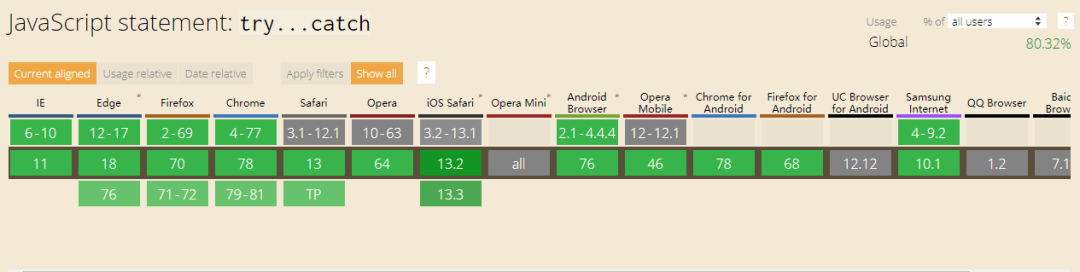 JavaScript statement: try...catch
Usage % of all users ?
Global 80.32%
Current aligned Usage relative Date relative Apply filters Show all ?
IE Edge * Firefox Chrome Safari Opera iOS Safari * Opera Mini * Android Browser * Opera Mobile * Chrome for Android Firefox for Android UC Browser for Android Samsung Internet QQ Browser Baid Brow
6-10 12-17 2-69 4-77 3.1-12.1 10-63 3.2-13.1 2.1-4.4.4 12-12.1 4-9.2
11 18 70 78 13 64 13.2 all 76 46 78 68 12.12 10.1 1.2 7.1
76 71-72 79-81 TP 13.3